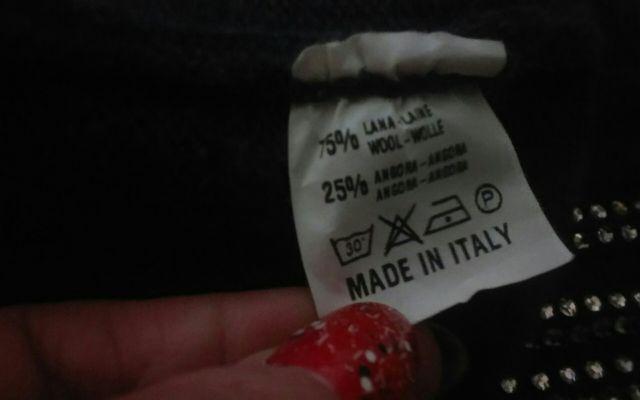 75% LANA-LAINE
WOOL-WOLLE
25% ANGORA-ANGORA
ANGORA-ANGORA
30° P
MADE IN ITALY